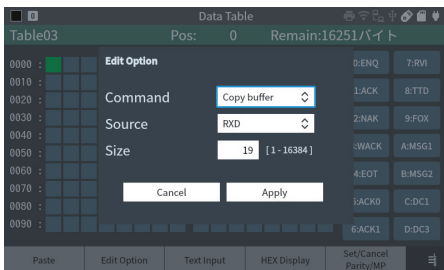 0 Data Table
Table03 Pos: 0 Remain:16251バイト
0000 :
0010 :
0020 :
0030 :
0040 :
0050 :
0060 :
0070 :
0080 :
0090 :
Edit Option
Command Copy buffer
Source RXD
Size 19 [1-16384]
Cancel Apply
0:ENQ 7:RVI
1:ACK 8:TTD
2:NAK 9:FOX
:WACK A:MSG1
4:EOT B:MSG2
:ACK0 C:DC1
6:ACK1 D:DC3
Paste Edit Option Text Input HEX Display Set/Cancel
Parity/MP